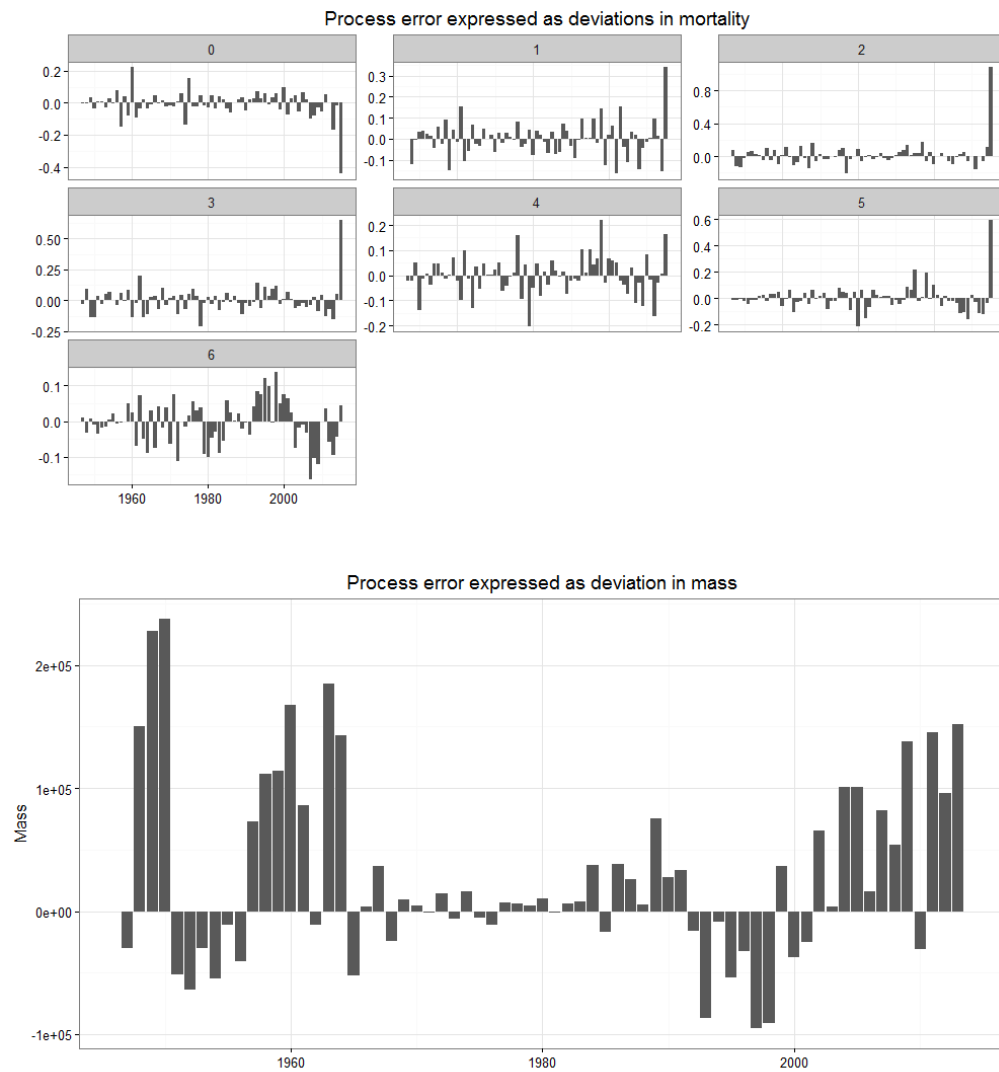 Process error expressed as deviations in mortality
0 1 2
0.2 0.3 0.8
0.0 0.2
-0.2 0.1 0.0
-0.4 0.0
-0.1
3 4 5
0.50 0.2 0.6
0.25 0.1 0.4
0.00 0.0 0.2
-0.25 -0.1 0.0
-0.2 -0.2
6
0.1
0.0
-0.1
1960 1980 2000
Process error expressed as deviation in mass
2e+05
1e+05
Mass
0e+00
-1e+05
1960 1980 2000